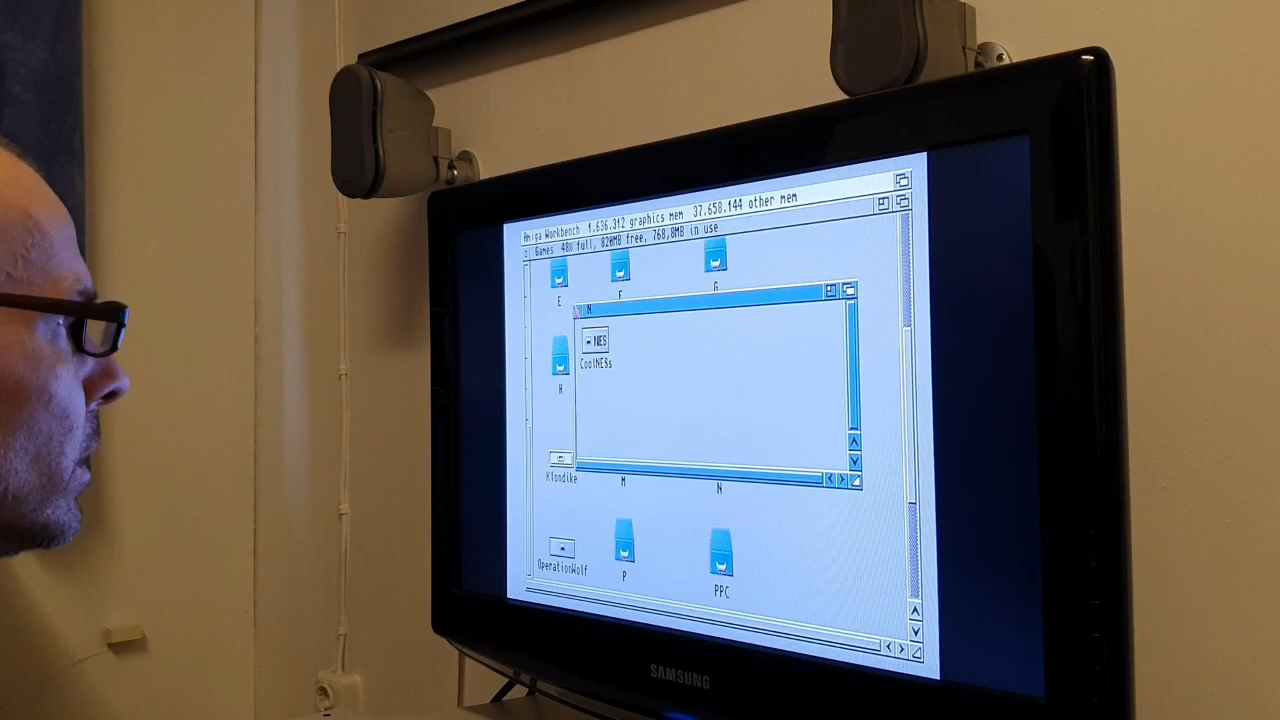 Amiga Workbench 1.636.312 graphics mem 37.658.144 other mem
Games 48% full, 820MB free, 768,8MB in use
E F G
N
NES
CoolNESs
H
Klondike M N
OperationWolf P PPC
SAMSUNG